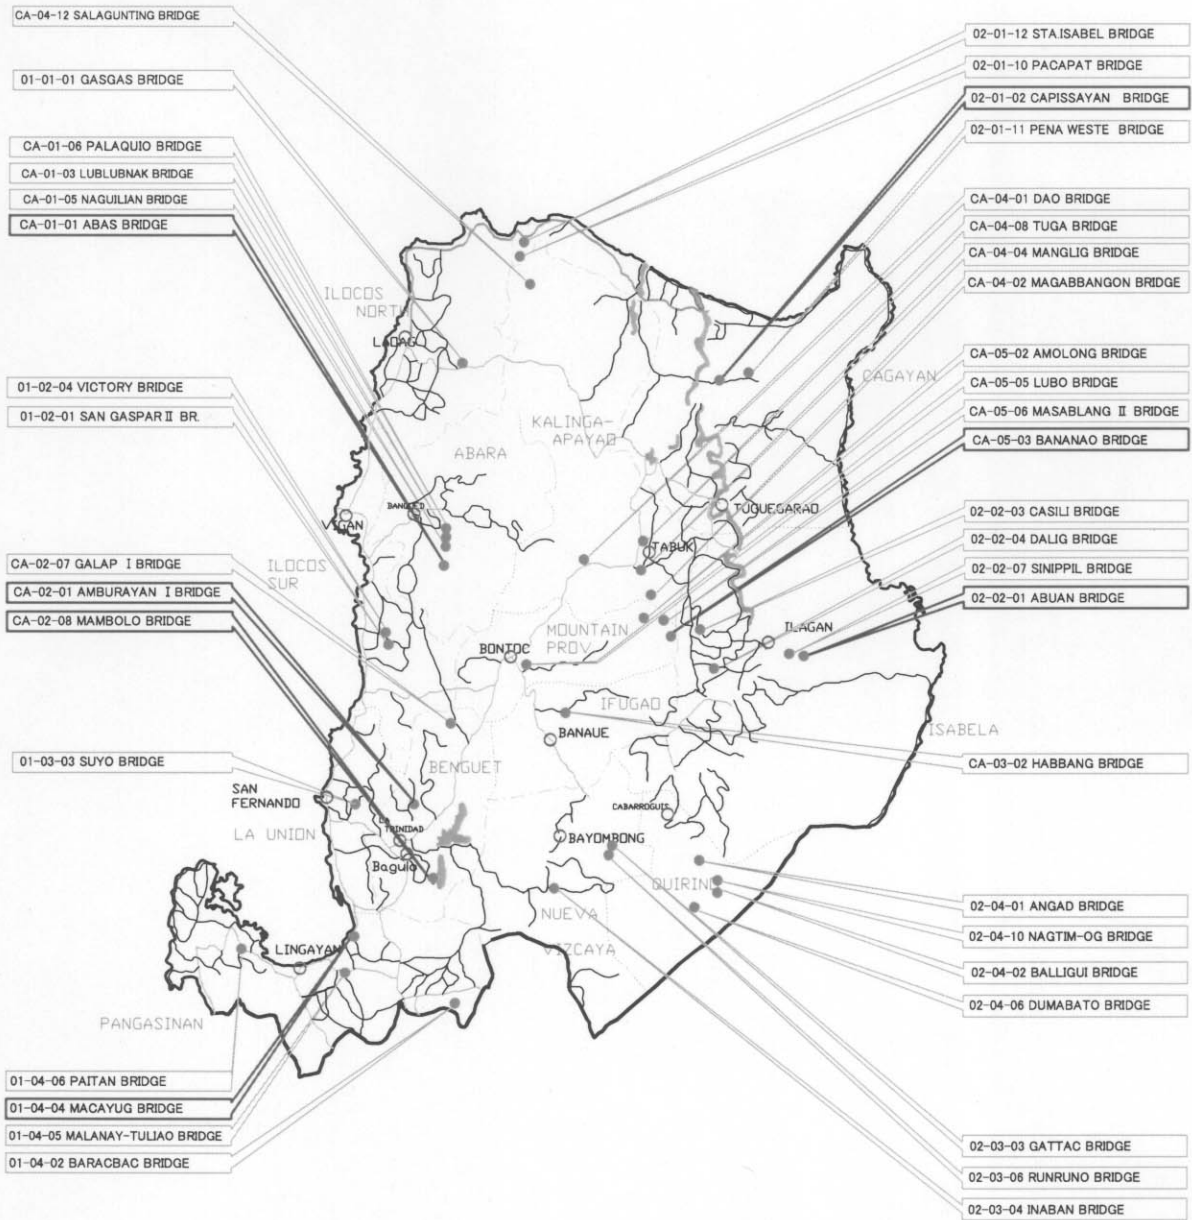 CA-04-12 SALAGUNTING BRIDGE
01-01-01 GASGAS BRIDGE
CA-01-06 PALAQUIO BRIDGE
CA-01-03 LUBLUBNAK BRIDGE
CA-01-05 NAGUILIAN BRIDGE
CA-01-01 ABAS BRIDGE
01-02-04 VICTORY BRIDGE
01-02-01 SAN GASPAR II BR.
CA-02-07 GALAP I BRIDGE
CA-02-01 AMBURAYAN I BRIDGE
CA-02-08 MAMBOLO BRIDGE
01-03-03 SUYO BRIDGE
01-04-06 PAITAN BRIDGE
01-04-04 MACAYUG BRIDGE
01-04-05 MALANAY-TULIAO BRIDGE
01-04-02 BARACBAC BRIDGE
ILOCOS
NORTH
LAOAG
KALINGA-
APAYAO
CAGAYAN
ABARA
BANGUED
VIGAN
TUQUEGARAO
TABUK
ILOCOS
SUR
MOUNTAIN
PROV.
BONTOC
ILAGAN
IFUGAO
BANAUE
ISABELA
BENGUET
SAN
FERNANDO
LA UNION
LA
TRINIDAD
Baguio
CABARROGUIS
BAYOMBONG
QUIRINO
NUEVA
VIZCAYA
LINGAYAN
PANGASINAN
02-01-12 STA.ISABEL BRIDGE
02-01-10 PACAPAT BRIDGE
02-01-02 CAPISSAYAN BRIDGE
02-01-11 PENA WESTE BRIDGE
CA-04-01 DAO BRIDGE
CA-04-08 TUGA BRIDGE
CA-04-04 MANGLIG BRIDGE
CA-04-02 MAGABBANGON BRIDGE
CA-05-02 AMOLONG BRIDGE
CA-05-05 LUBO BRIDGE
CA-05-06 MASABLANG II BRIDGE
CA-05-03 BANANAO BRIDGE
02-02-03 CASILI BRIDGE
02-02-04 DALIG BRIDGE
02-02-07 SINIPPIL BRIDGE
02-02-01 ABUAN BRIDGE
CA-03-02 HABBANG BRIDGE
02-04-01 ANGAD BRIDGE
02-04-10 NAGTIM-OG BRIDGE
02-04-02 BALLIGUI BRIDGE
02-04-06 DUMABATO BRIDGE
02-03-03 GATTAC BRIDGE
02-03-06 RUNRUNO BRIDGE
02-03-04 INABAN BRIDGE